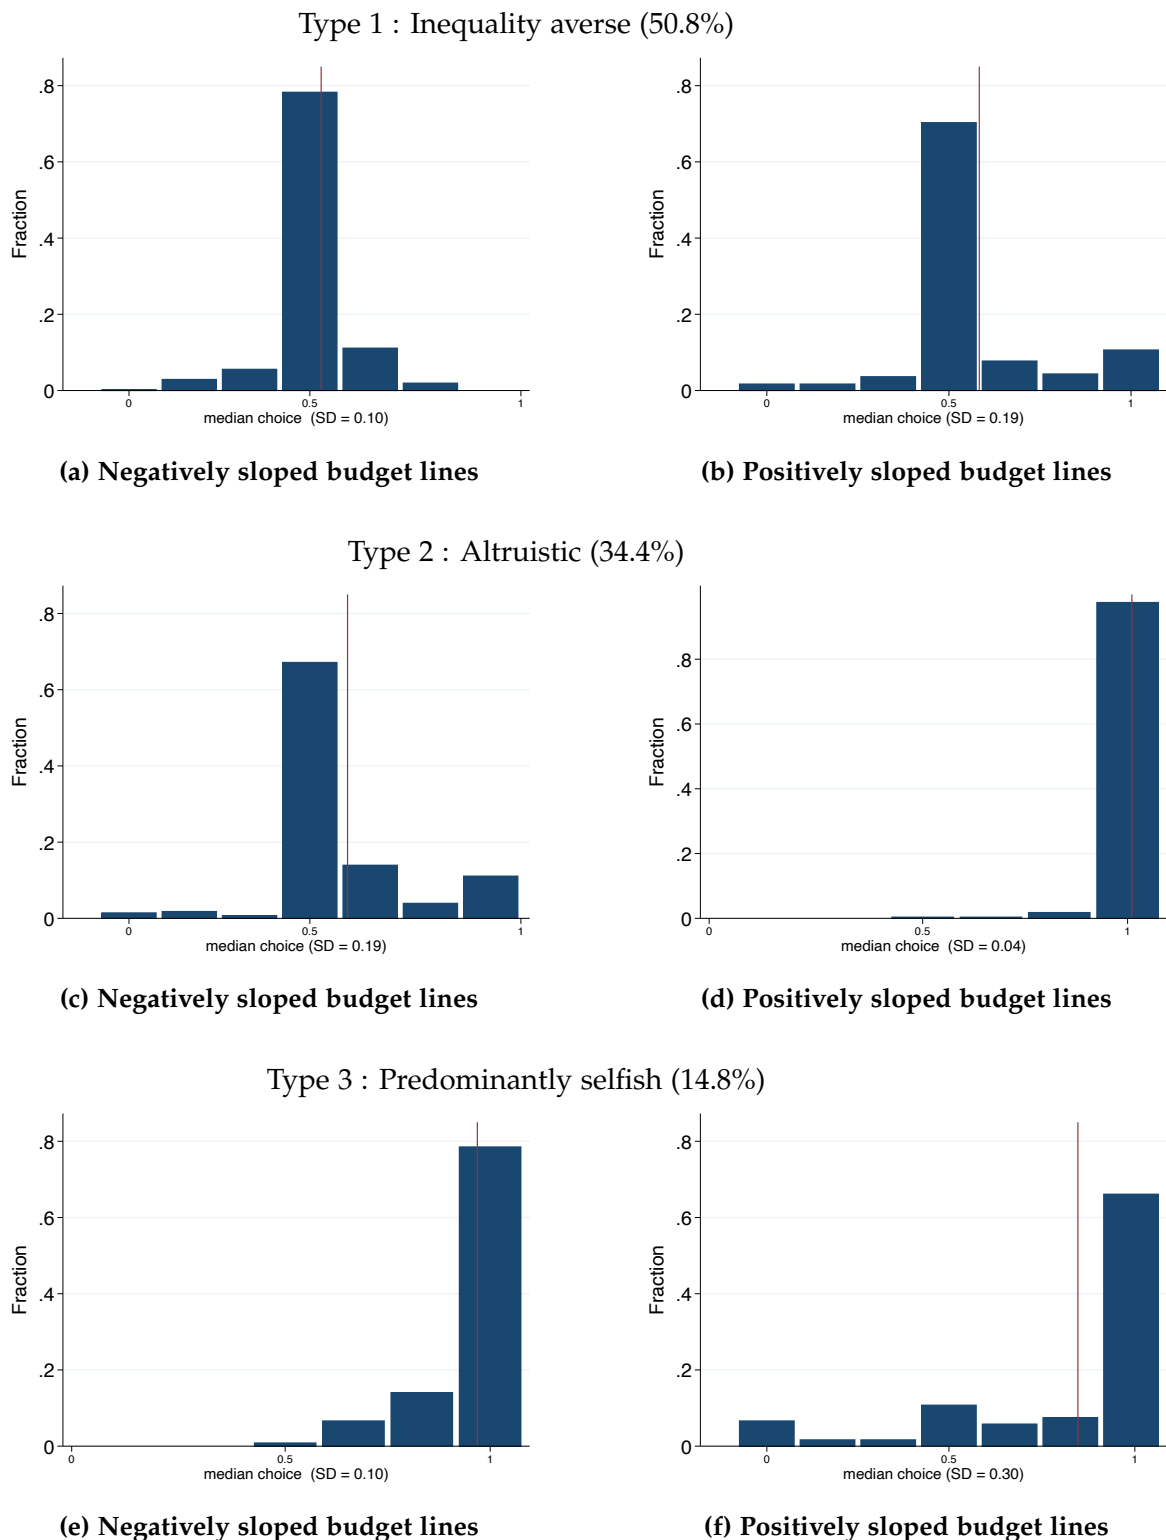 Type 1 : Inequality averse (50.8%)
Fraction
.8
.6
.4
.2
0
0 0.5 1
median choice (SD = 0.10)
(a) Negatively sloped budget lines
Fraction
.8
.6
.4
.2
0
0 0.5 1
median choice (SD = 0.19)
(b) Positively sloped budget lines
Type 2 : Altruistic (34.4%)
Fraction
.8
.6
.4
.2
0
0 0.5 1
median choice (SD = 0.19)
(c) Negatively sloped budget lines
Fraction
.8
.6
.4
.2
0
0 0.5 1
median choice (SD = 0.04)
(d) Positively sloped budget lines
Type 3 : Predominantly selfish (14.8%)
Fraction
.8
.6
.4
.2
0
0 0.5 1
median choice (SD = 0.10)
(e) Negatively sloped budget lines
Fraction
.8
.6
.4
.2
0
0 0.5 1
median choice (SD = 0.30)
(f) Positively sloped budget lines